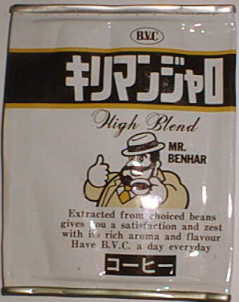 B.V.C
キリマンジャロ
High Blend
MR.
BENHAR
Extracted from choiced beans
gives you a satisfaction and zest
with its rich aroma and flavour
Have B.V.C. a day everyday
コーヒー